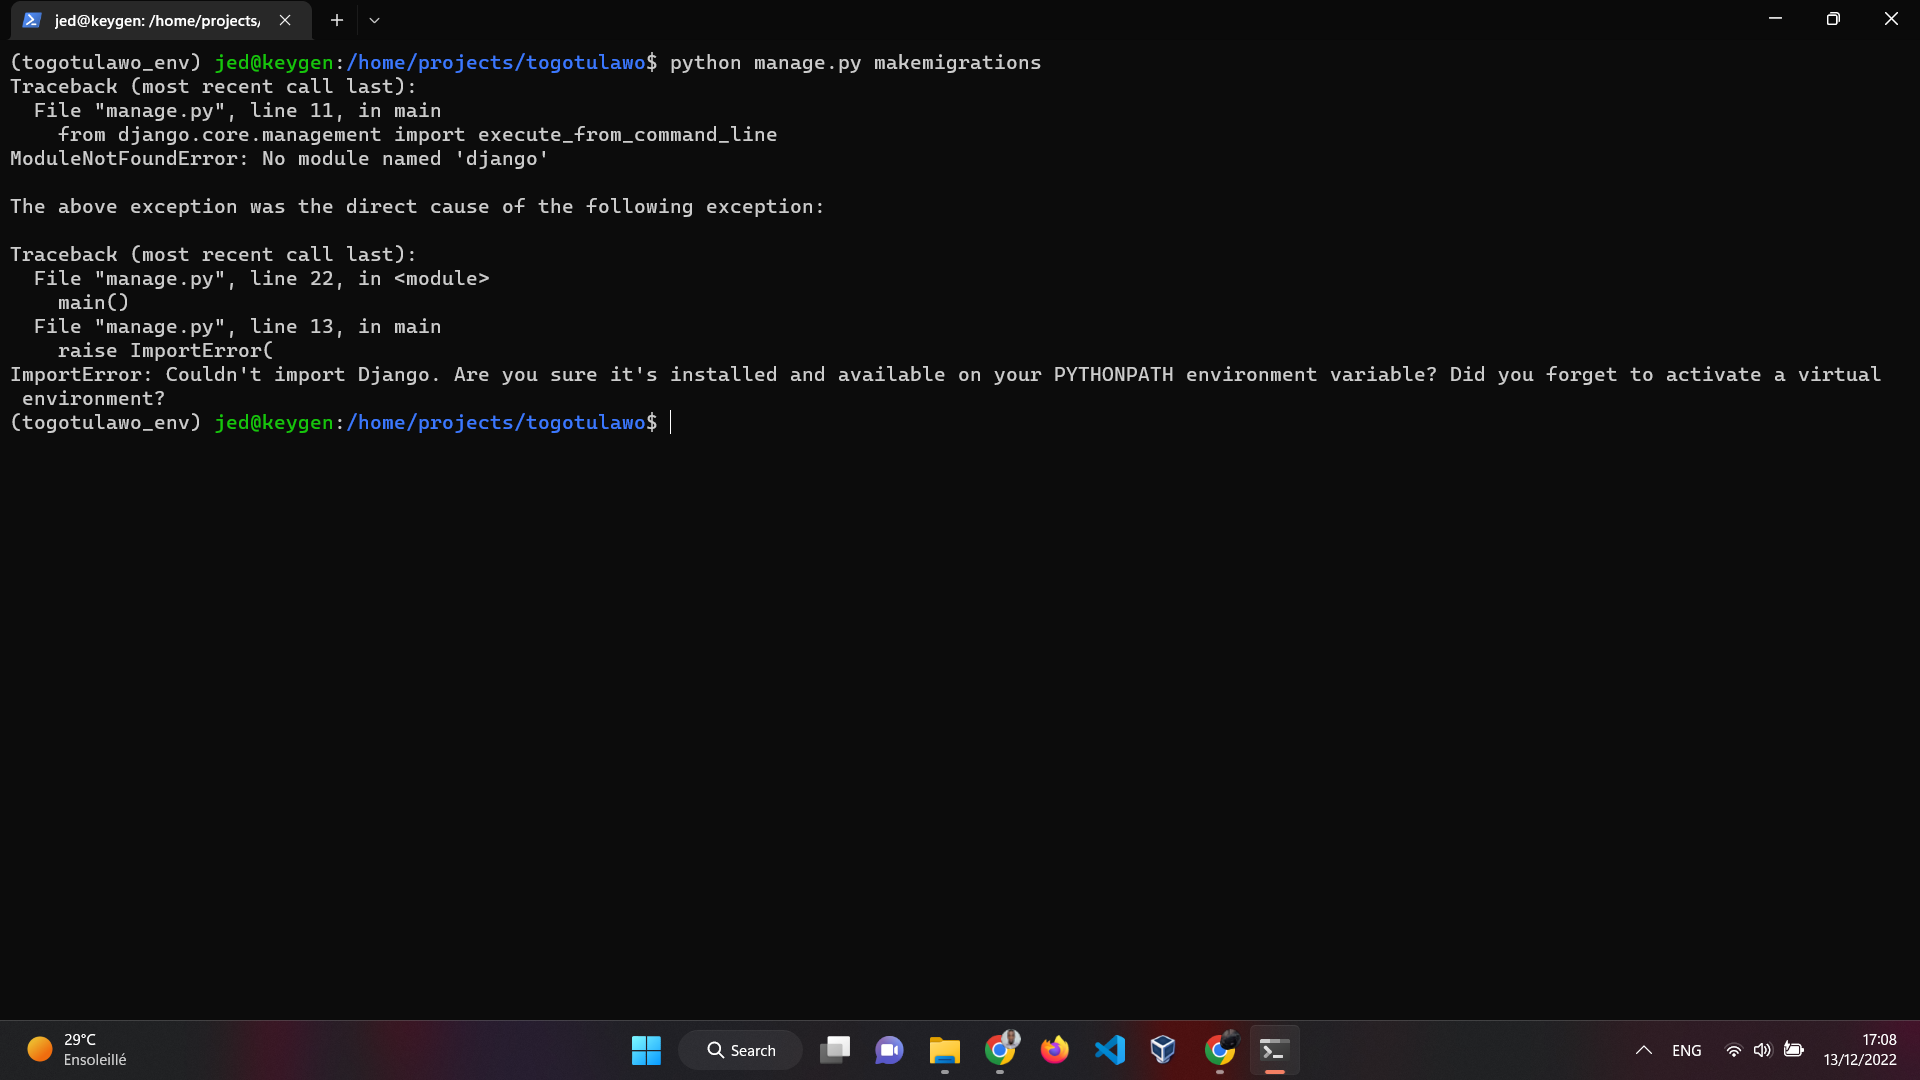 jed@keygen: /home/projects/
(togotulawo_env) jed@keygen:/home/projects/togotulawo$ python manage.py makemigrations
Traceback (most recent call last):
  File "manage.py", line 11, in main
    from django.core.management import execute_from_command_line
ModuleNotFoundError: No module named 'django'

The above exception was the direct cause of the following exception:

Traceback (most recent call last):
  File "manage.py", line 22, in <module>
    main()
  File "manage.py", line 13, in main
    raise ImportError(
ImportError: Couldn't import Django. Are you sure it's installed and available on your PYTHONPATH environment variable? Did you forget to activate a virtual
 environment?
(togotulawo_env) jed@keygen:/home/projects/togotulawo$
29°C
Ensoleillé
Search
ENG
17:08
13/12/2022